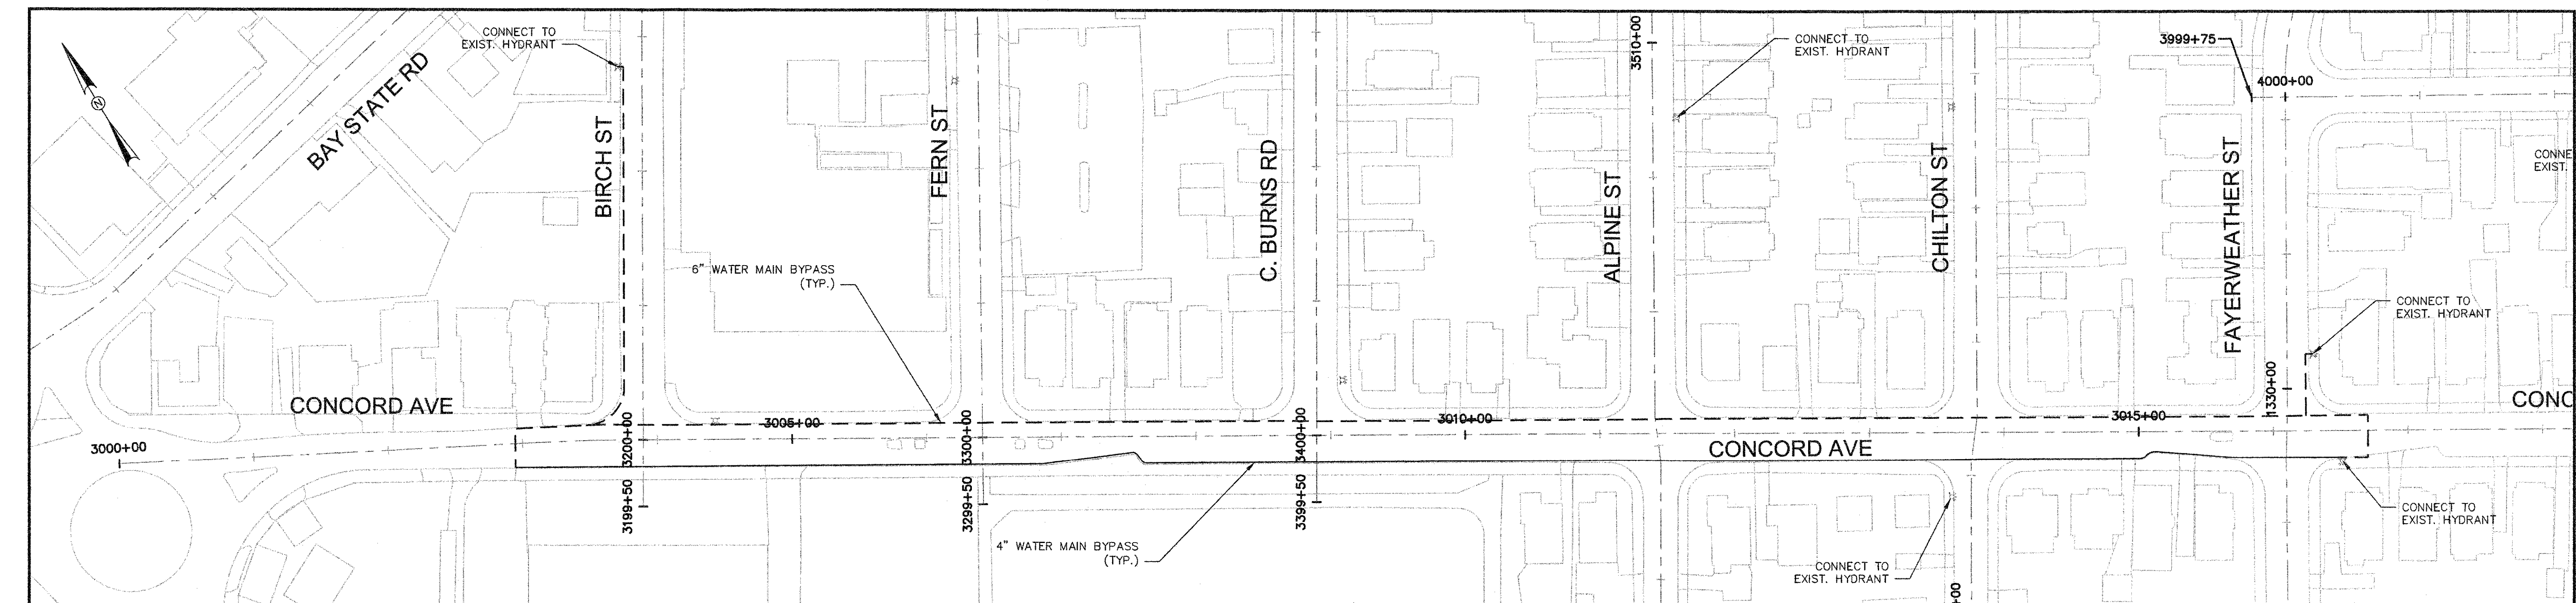 CONNECT TO
EXIST. HYDRANT
N
BAY STATE RD
BIRCH ST
FERN ST
C. BURNS RD
3510+00
ALPINE ST
CONNECT TO
EXIST. HYDRANT
CHILTON ST
3999+75
4000+00
FAYERWEATHER ST
CONNE
EXIST.
6" WATER MAIN BYPASS
(TYP.)
CONNECT TO
EXIST. HYDRANT
1330+00
CONCORD AVE
CONC
3000+00
3200+00
3005+00
3300+00
3400+00
3010+00
3015+00
CONCORD AVE
3199+50
3299+50
3399+50
4" WATER MAIN BYPASS
(TYP.)
CONNECT TO
EXIST. HYDRANT
CONNECT TO
EXIST. HYDRANT
+00